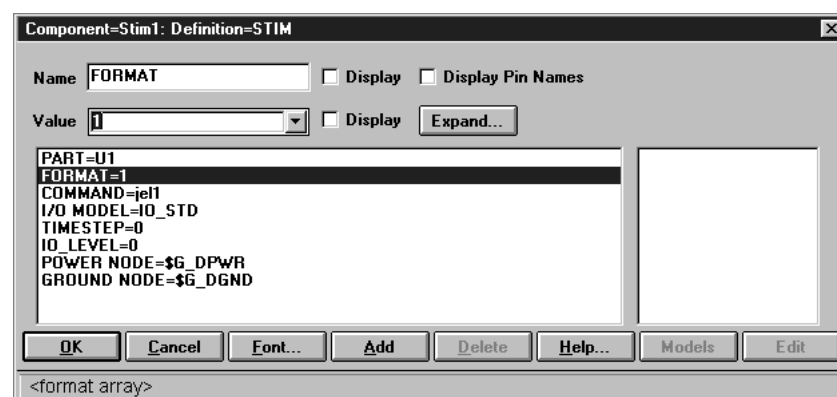 Component=Stim1: Definition=STIM
Name FORMAT Display Display Pin Names
Value 1 Display Expand...
PART=U1
FORMAT=1
COMMAND=jel1
I/O MODEL=IO_STD
TIMESTEP=0
IO_LEVEL=0
POWER NODE=$G_DPWR
GROUND NODE=$G_DGND
OK Cancel Font... Add Delete Help... Models Edit
<format array>